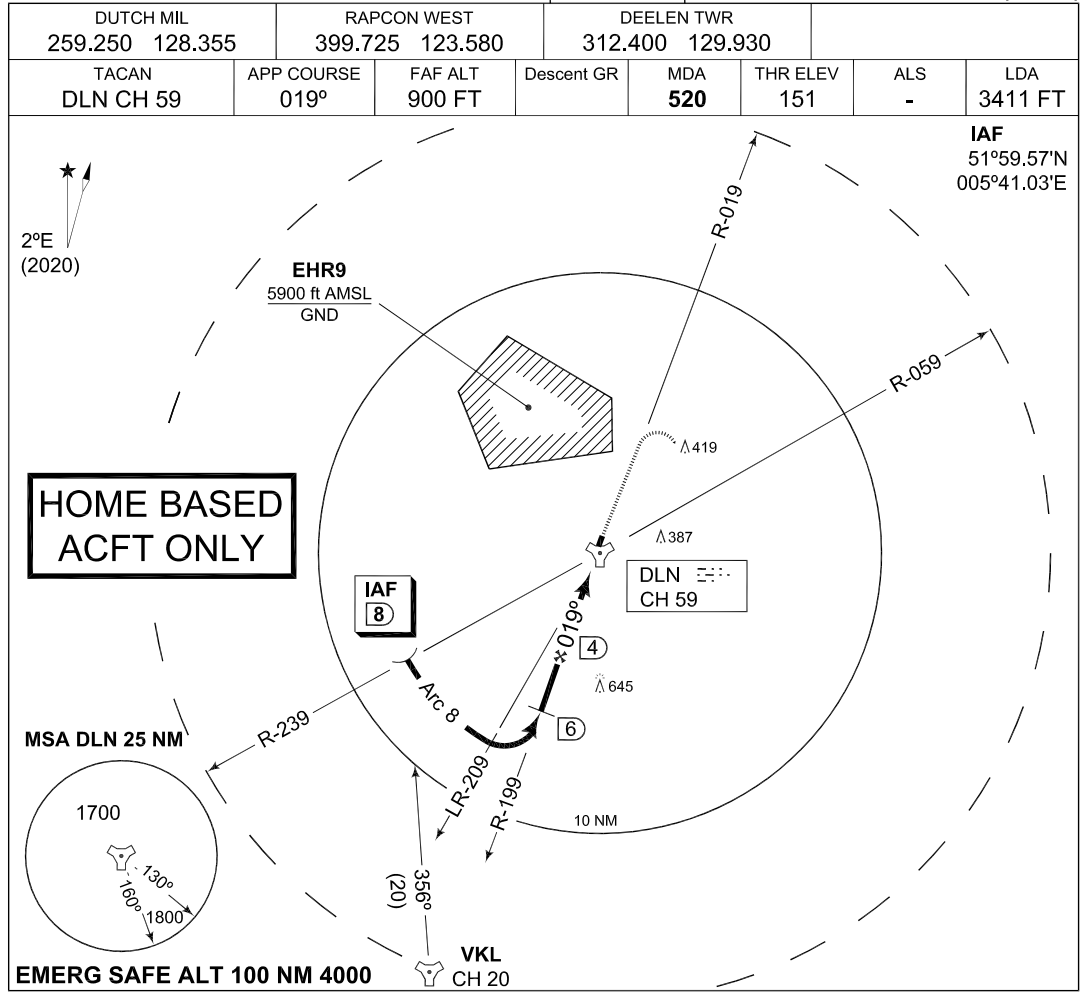 DUTCH MIL
259.250 128.355
RAPCON WEST
399.725 123.580
DEELEN TWR
312.400 129.930
TACAN
DLN CH 59
APP COURSE
019º
FAF ALT
900 FT
Descent GR
MDA
520
THR ELEV
151
ALS
-
LDA
3411 FT
IAF
51º59.57'N
005º41.03'E
2ºE
(2020)
EHR9
5900 ft AMSL
GND
R-019
R-059
419
HOME BASED
ACFT ONLY
387
DLN
CH 59
IAF
8
019º
4
645
Arc 8
6
R-239
LR-209
R-199
10 NM
MSA DLN 25 NM
1700
130º
160º
1800
356º
(20)
VKL
CH 20
EMERG SAFE ALT 100 NM 4000